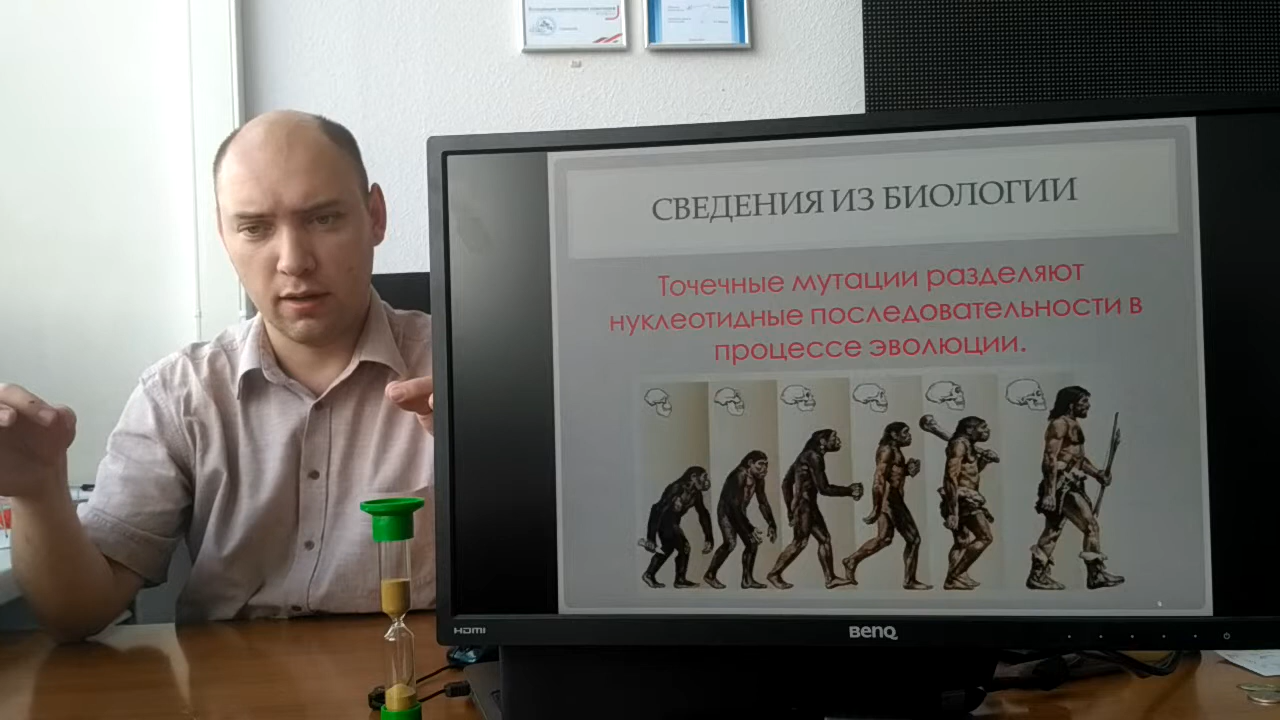 СВЕДЕНИЯ ИЗ БИОЛОГИИ
Точечные мутации разделяют
нуклеотидные последовательности в
процессе эволюции.
HDMI
BenQ